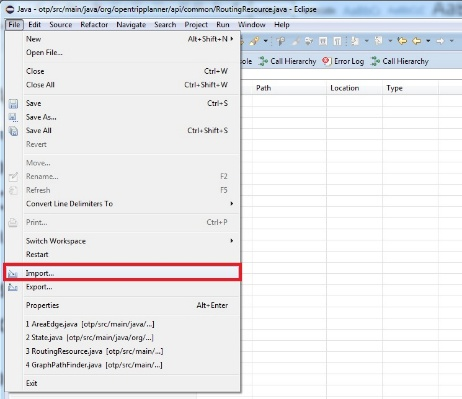 Java - otp/src/main/java/org/opentripplanner/api/common/RoutingResource.java - Eclipse
File Edit Source Refactor Navigate Search Project Run Window Help
New Alt+Shift+N
Open File...
Close Ctrl+W
Close All Ctrl+Shift+W
Save Ctrl+S
Save As...
Save All Ctrl+Shift+S
Revert
Move...
Rename... F2
Refresh F5
Convert Line Delimiters To
Print... Ctrl+P
Switch Workspace
Restart
Import...
Export...
Properties Alt+Enter
1 AreaEdge.java [otp/src/main/java/...]
2 State.java [otp/src/main/java/org/...]
3 RoutingResource.java [otp/src/main/...]
4 GraphPathFinder.java [otp/src/main/...]
Exit
Call Hierarchy Error Log Call Hierarchy
Path Location Type